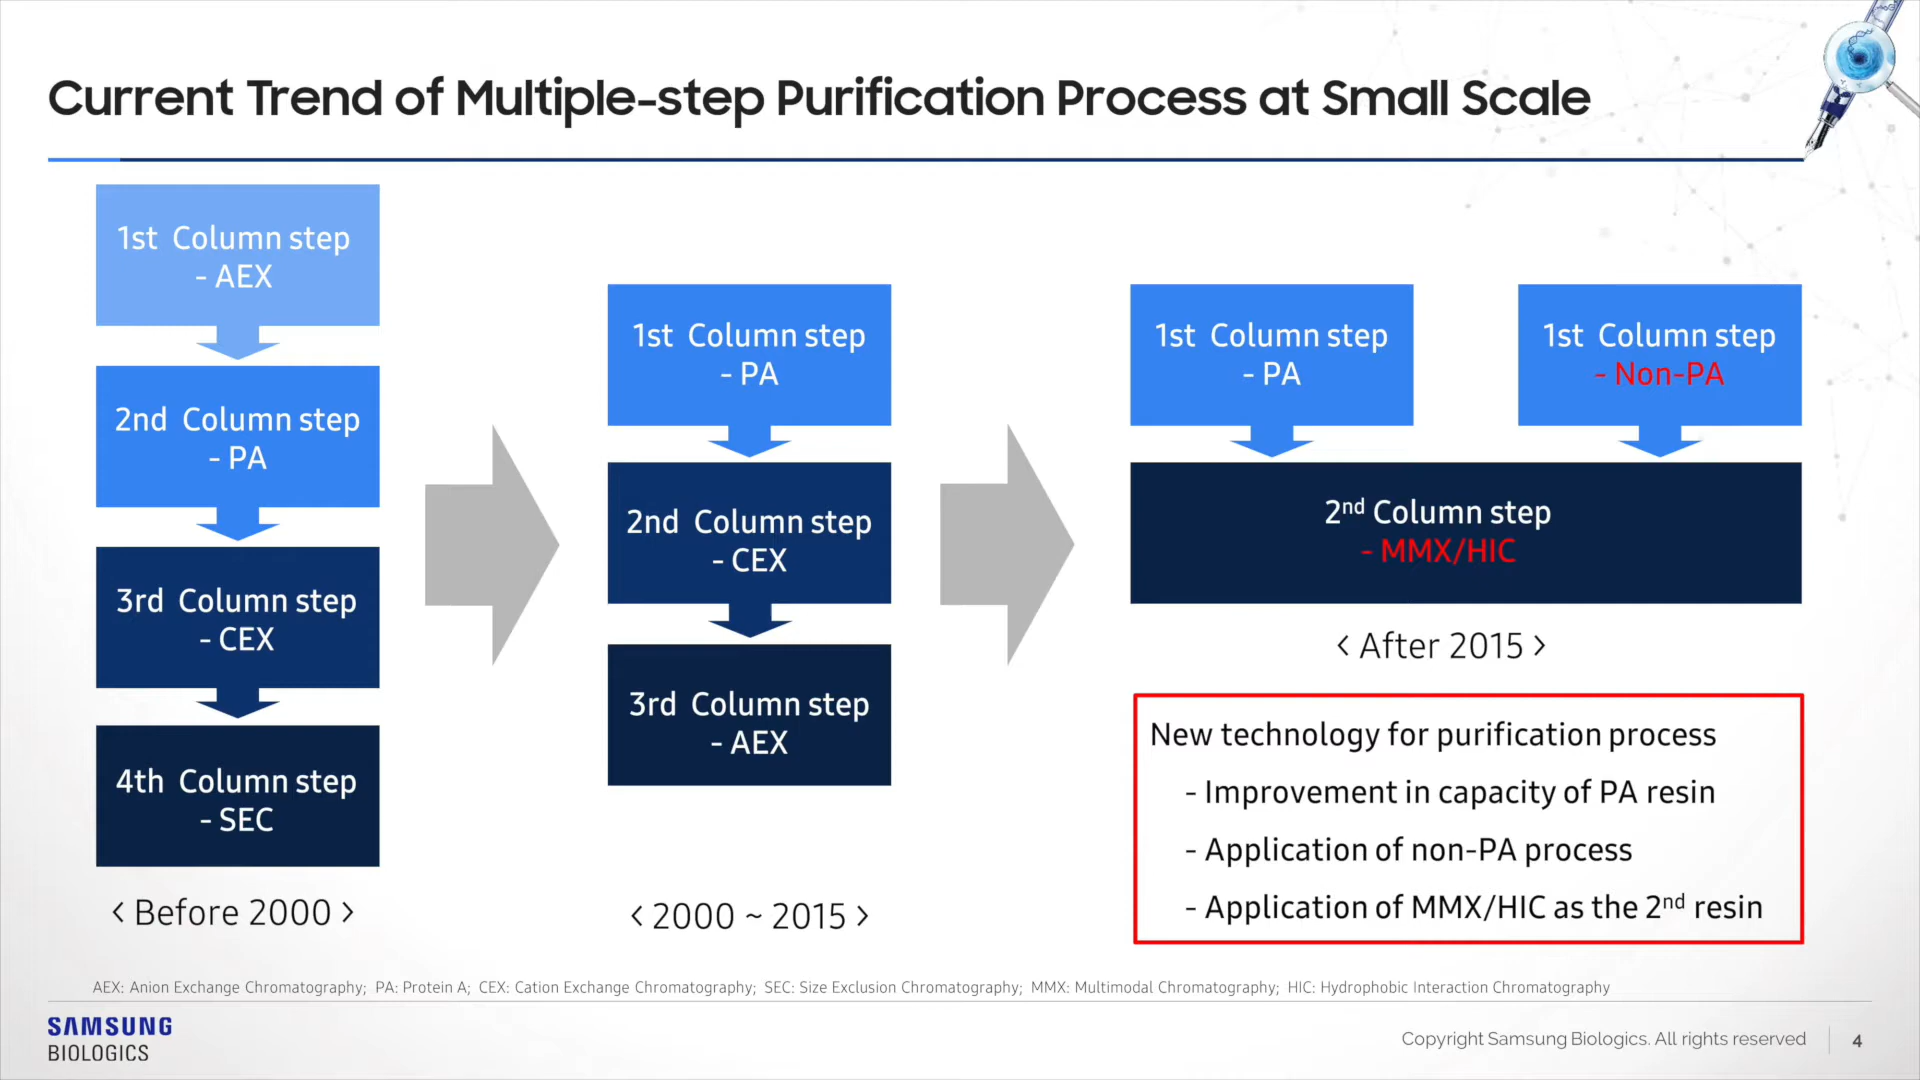 Current Trend of Multiple-step Purification Process at Small Scale
1st Column step
- AEX
2nd Column step
- PA
3rd Column step
- CEX
4th Column step
- SEC
< Before 2000 >
1st Column step
- PA
2nd Column step
- CEX
3rd Column step
- AEX
< 2000 ~ 2015 >
1st Column step
- PA
1st Column step
- Non-PA
2nd Column step
- MMX/HIC
< After 2015 >
New technology for purification process
- Improvement in capacity of PA resin
- Application of non-PA process
- Application of MMX/HIC as the 2nd resin
AEX: Anion Exchange Chromatography; PA: Protein A; CEX: Cation Exchange Chromatography; SEC: Size Exclusion Chromatography; MMX: Multimodal Chromatography; HIC: Hydrophobic Interaction Chromatography
SAMSUNG
BIOLOGICS
Copyright Samsung Biologics. All rights reserved
4